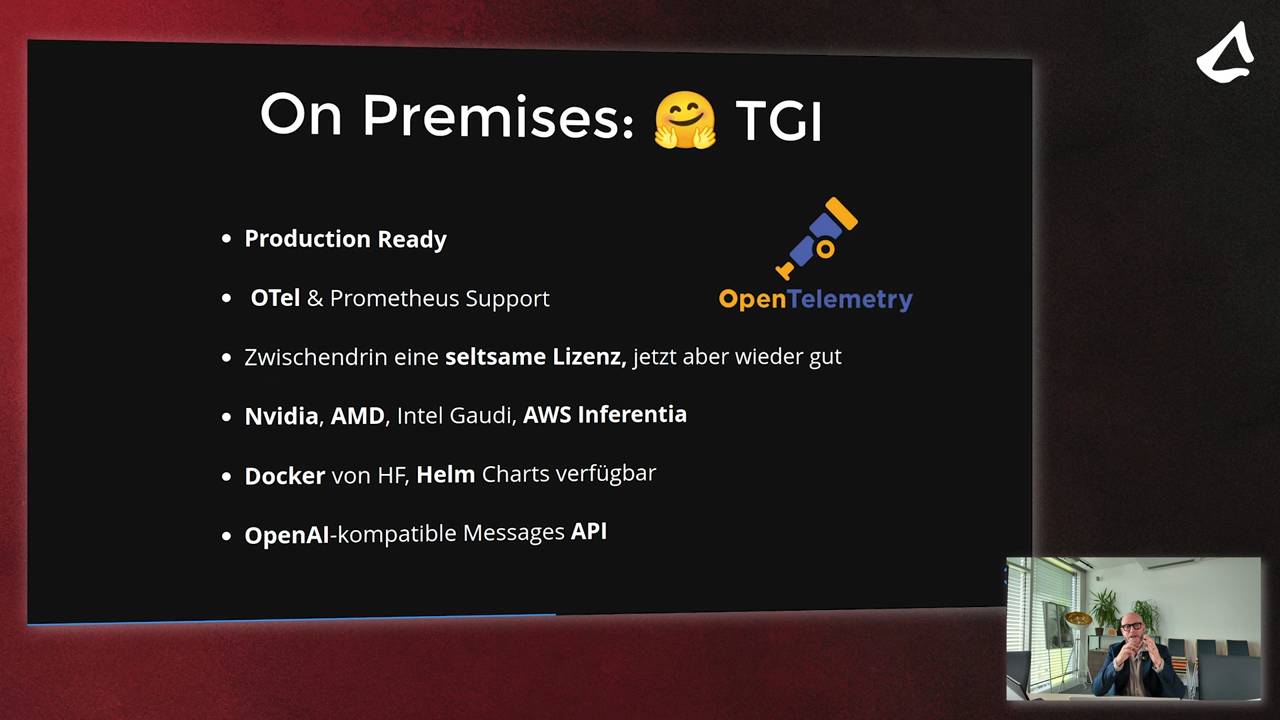 On Premises: 🤗 TGI
Production Ready
OTel & Prometheus Support
OpenTelemetry
Zwischendrin eine seltsame Lizenz, jetzt aber wieder gut
Nvidia, AMD, Intel Gaudi, AWS Inferentia
Docker von HF, Helm Charts verfügbar
OpenAI-kompatible Messages API